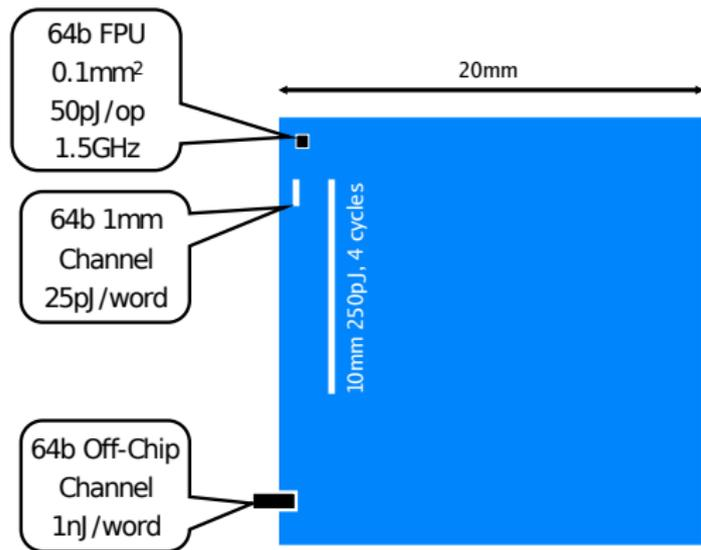 64b FPU
0.1mm²
50pJ/op
1.5GHz
20mm
64b 1mm
Channel
25pJ/word
10mm 250pJ, 4 cycles
64b Off-Chip
Channel
1nJ/word